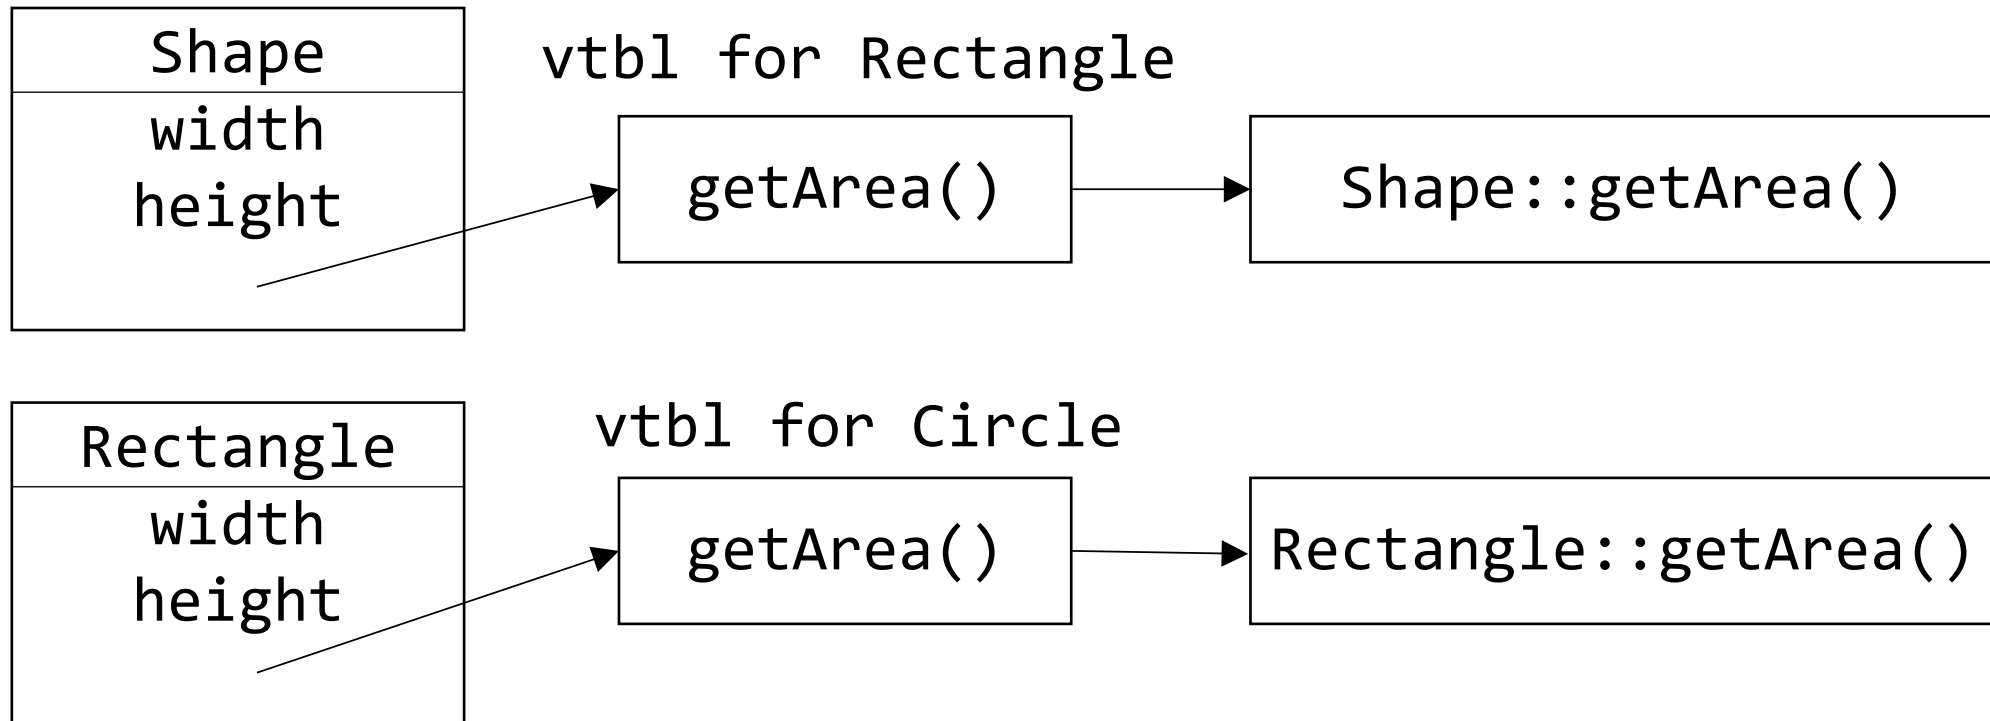 Shape
width
height
vtbl for Rectangle
getArea()
Shape::getArea()
Rectangle
width
height
vtbl for Circle
getArea()
Rectangle::getArea()